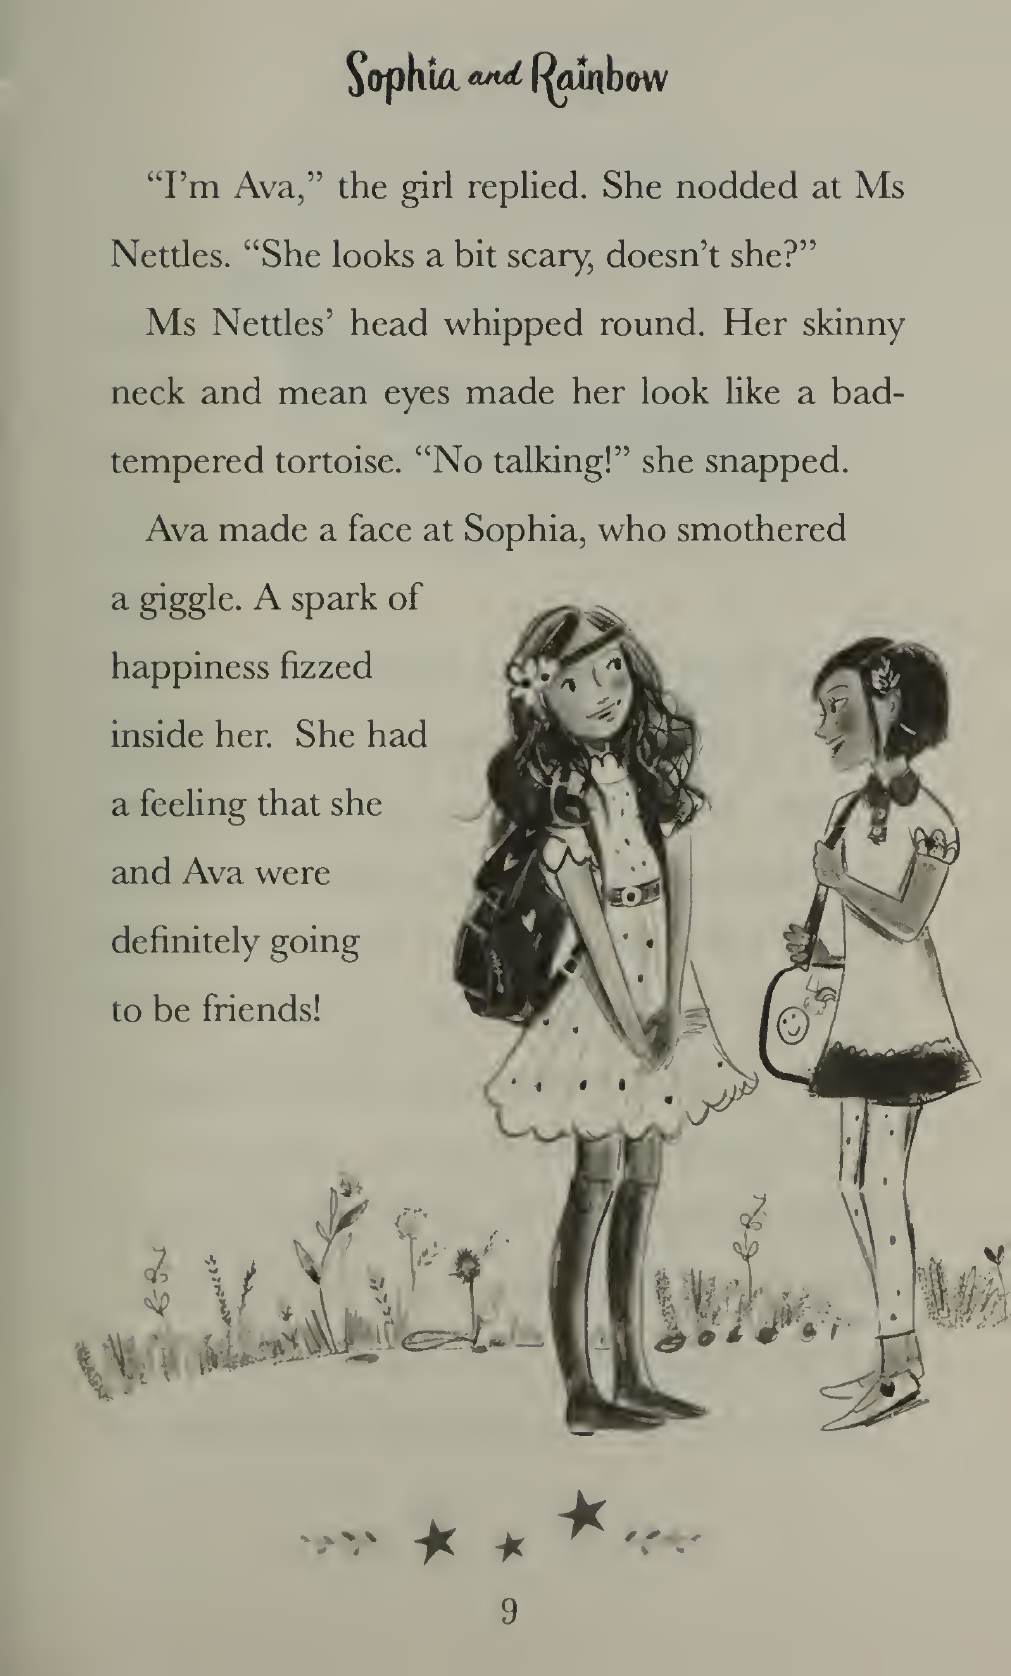 Sophia and Rainbow
“I’m Ava,” the girl replied. She nodded at Ms
Nettles. “She looks a bit scary, doesn’t she?”
Ms Nettles’ head whipped round. Her skinny
neck and mean eyes made her look like a bad-
tempered tortoise. “No talking!” she snapped.
Ava made a face at Sophia, who smothered
a giggle. A spark of
happiness fizzed
inside her. She had
a feeling that she
and Ava were
definitely going
to be friends!
9